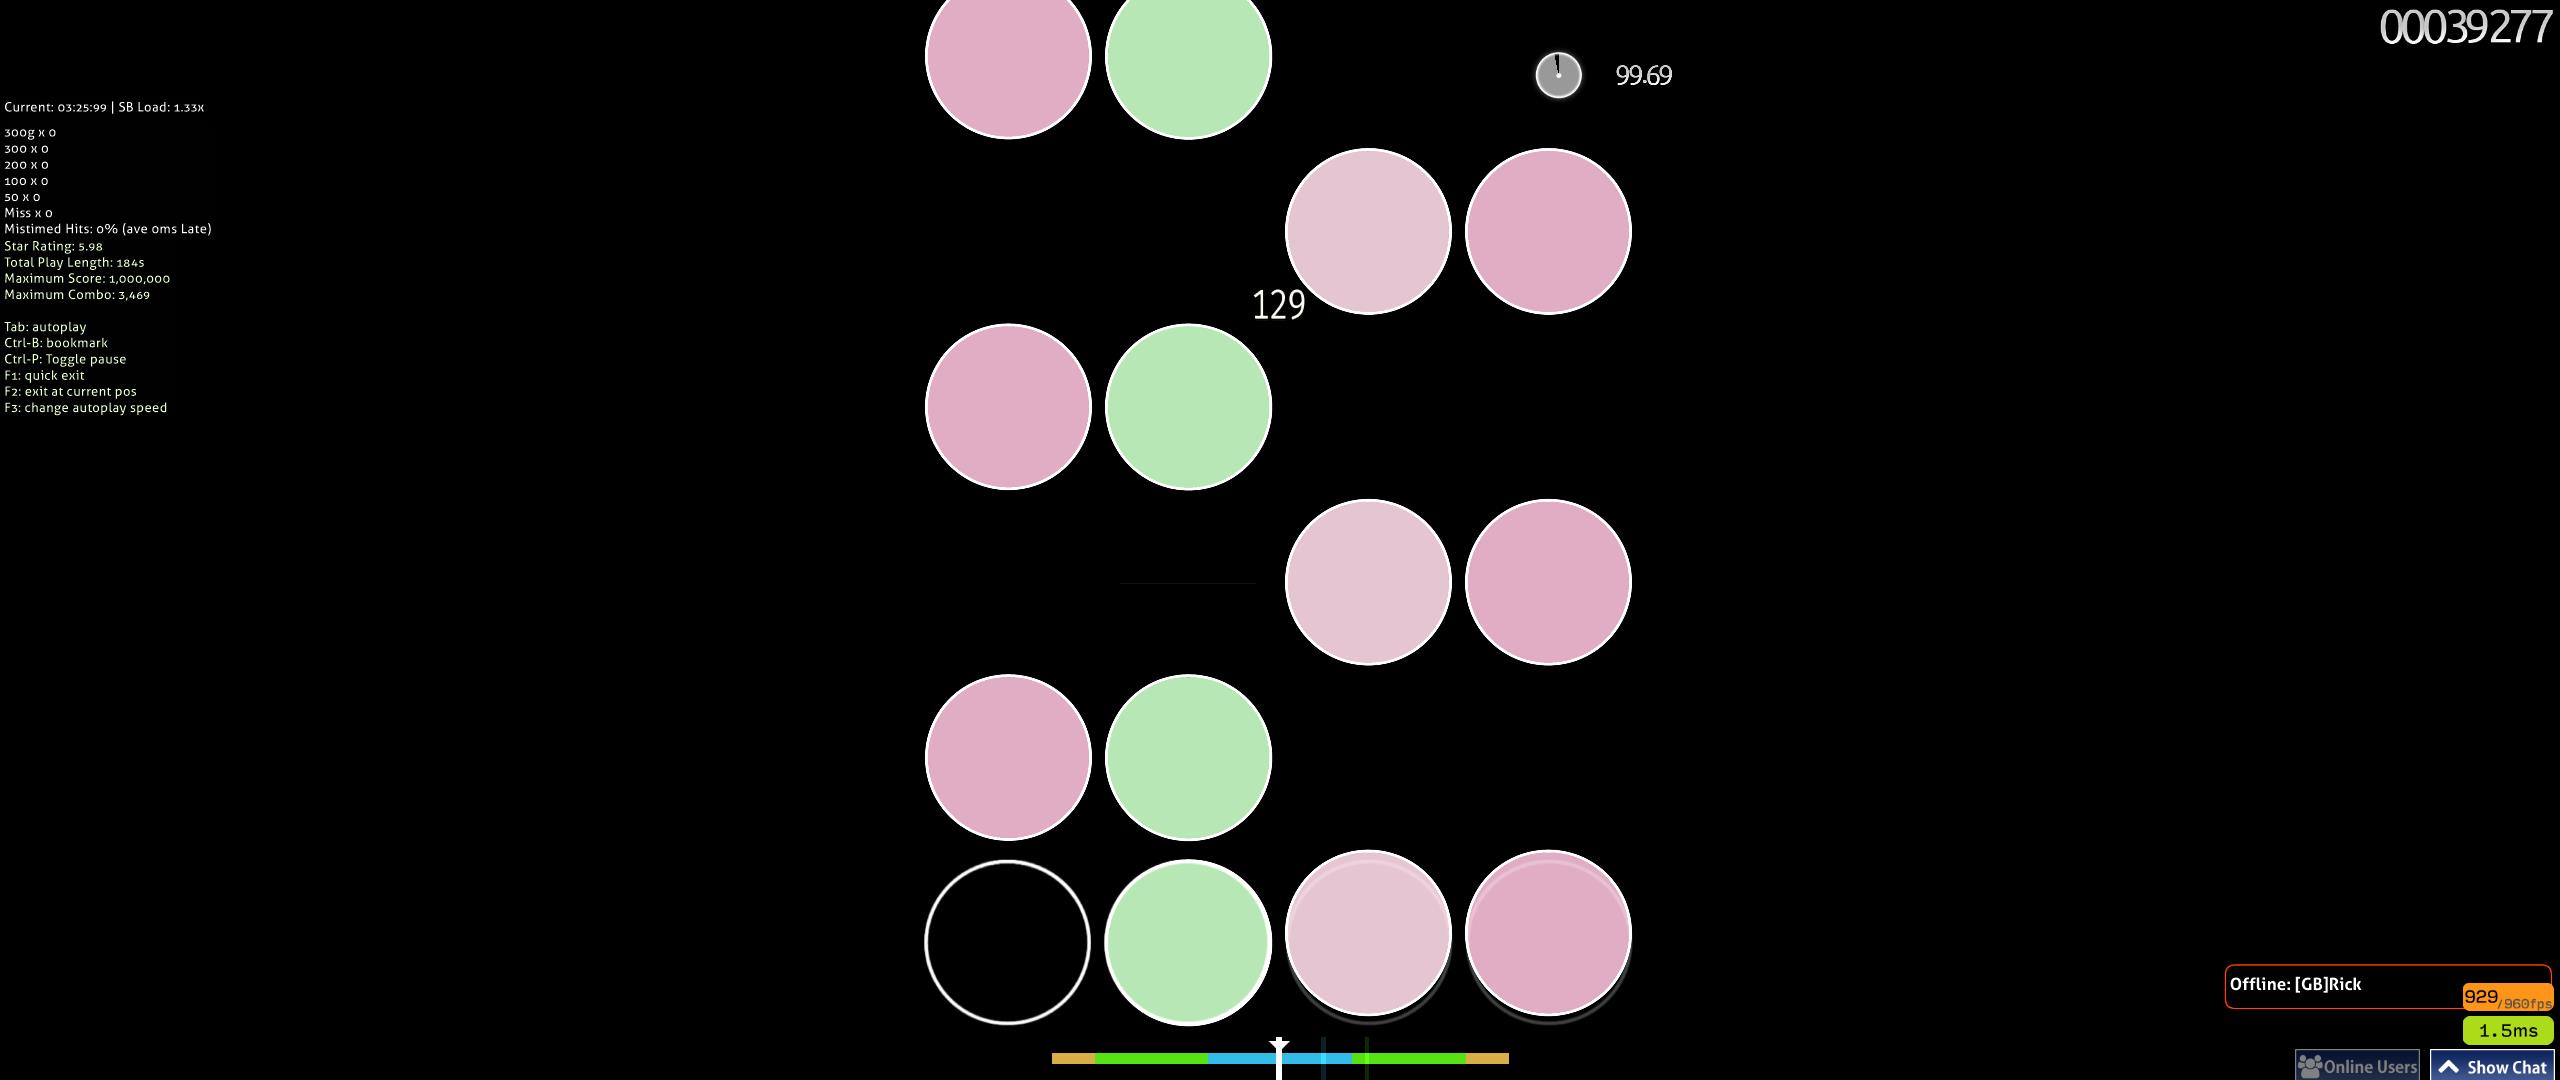 00039277
99.69
Current: 03:25:99 | SB Load: 1.33x
300g x 0
300 x 0
200 x 0
100 x 0
50 x 0
Miss x 0
Mistimed Hits: 0% (ave 0ms Late)
Star Rating: 5.98
Total Play Length: 184s
Maximum Score: 1,000,000
Maximum Combo: 3,469
129
Tab: autoplay
Ctrl-B: bookmark
Ctrl-P: Toggle pause
F1: quick exit
F2: exit at current pos
F3: change autoplay speed
Offline: [GB]Rick
929/960fps
1.5ms
Online Users
Show Chat